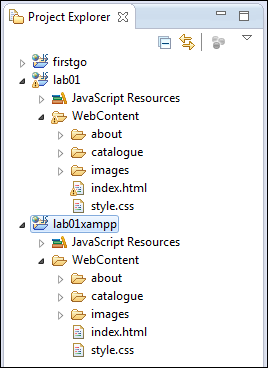 Project Explorer
firstgo
lab01
JavaScript Resources
WebContent
about
catalogue
images
index.html
style.css
lab01xampp
JavaScript Resources
WebContent
about
catalogue
images
index.html
style.css